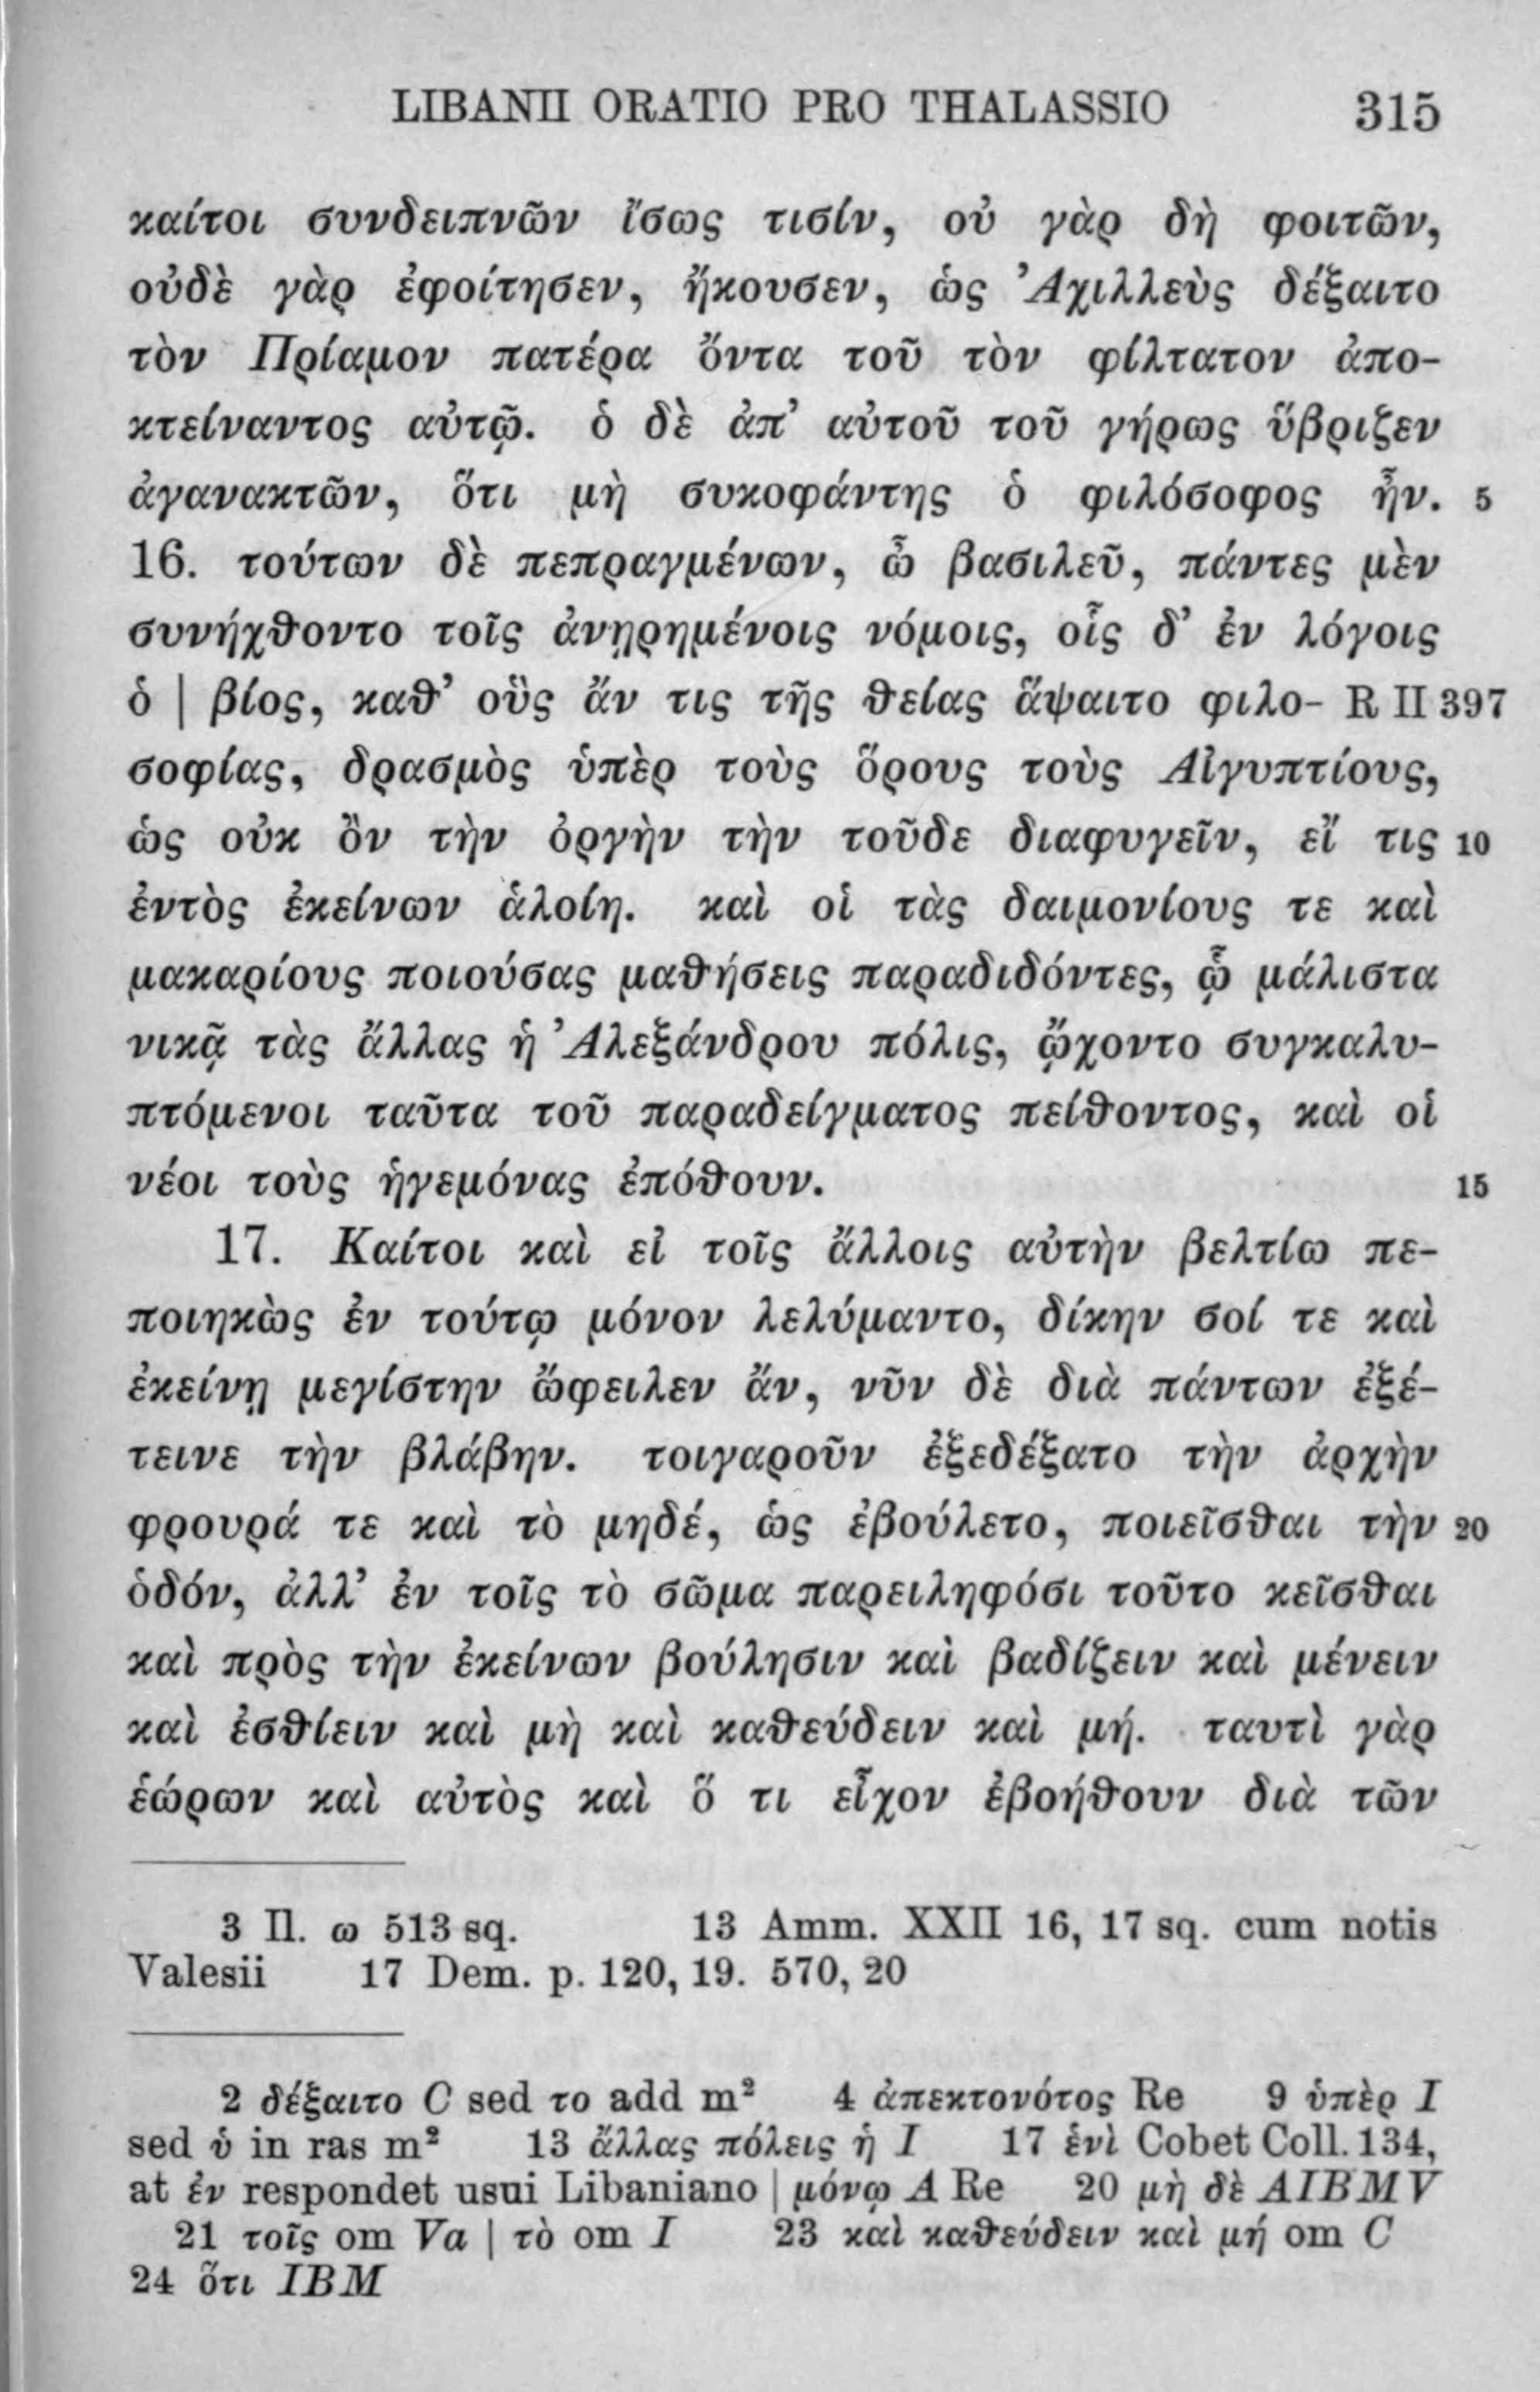 LIBANII ORATIO PRO THALASSIO 315
καίτοι συνδειπνῶν ἴσως τισίν, οὐ γὰρ δὴ φοιτῶν,
οὐδὲ γὰρ ἐφοίτησεν, ἤκουσεν, ὡς Ἀχιλλεὺς δέξαιτο
τὸν Πρίαμον πατέρα ὄντα τοῦ τὸν φίλτατον ἀπο-
κτείναντος αὐτῷ. ὁ δὲ ἀπ’ αὐτοῦ τοῦ γήρως ὕβριζεν
ἀγανακτῶν, ὅτι μὴ συκοφάντης ὁ φιλόσοφος ἦν. 5
16. τούτων δὲ πεπραγμένων, ὦ βασιλεῦ, πάντες μὲν
συνήχθοντο τοῖς ἀνῃρημένοις νόμοις, οἷς δ’ ἐν λόγοις
ὁ | βίος, καθ’ οὓς ἄν τις τῆς θείας ἅψαιτο φιλο- R II 397
σοφίας, δρασμὸς ὑπὲρ τοὺς ὅρους τοὺς Αἰγυπτίους,
ὡς οὐκ ὂν τὴν ὀργὴν τὴν τοῦδε διαφυγεῖν, εἴ τις 10
ἐντὸς ἐκείνων ἁλοίη. καὶ οἱ τὰς δαιμονίους τε καὶ
μακαρίους ποιούσας μαθήσεις παραδιδόντες, ᾧ μάλιστα
νικᾷ τὰς ἄλλας ἡ Ἀλεξάνδρου πόλις, ᾤχοντο συγκαλυ-
πτόμενοι ταῦτα τοῦ παραδείγματος πείθοντος, καὶ οἱ
νέοι τοὺς ἡγεμόνας ἐπόθουν. 15
17. Καίτοι καὶ εἰ τοῖς ἄλλοις αὐτὴν βελτίω πε-
ποιηκὼς ἐν τούτῳ μόνον λελύμαντο, δίκην σοί τε καὶ
ἐκείνῃ μεγίστην ὤφειλεν ἄν, νῦν δὲ διὰ πάντων ἐξέ-
τεινε τὴν βλάβην. τοιγαροῦν ἐξεδέξατο τὴν ἀρχὴν
φρουρά τε καὶ τὸ μηδέ, ὡς ἐβούλετο, ποιεῖσθαι τὴν 20
ὁδόν, ἀλλ’ ἐν τοῖς τὸ σῶμα παρειληφόσι τοῦτο κεῖσθαι
καὶ πρὸς τὴν ἐκείνων βούλησιν καὶ βαδίζειν καὶ μένειν
καὶ ἐσθίειν καὶ μὴ καὶ καθεύδειν καὶ μή. ταυτὶ γὰρ
ἑώρων καὶ αὐτὸς καὶ ὅ τι εἶχον ἐβοήθουν διὰ τῶν
3 Il. ω 513 sq. 13 Amm. XXII 16, 17 sq. cum notis
Valesii 17 Dem. p. 120, 19. 570, 20
2 δέξαιτο C sed το add m² 4 ἀπεκτονότος Re 9 ὑπὲρ I
sed ὑ in ras m² 13 ἄλλας πόλεις ἡ I 17 ἑνὶ Cobet Coll. 134,
at ἐν respondet usui Libaniano | μόνῳ A Re 20 μὴ δὲ AIBMV
21 τοῖς om Va | τὸ om I 23 καὶ καθεύδειν καὶ μή om C
24 ὅτι IBM